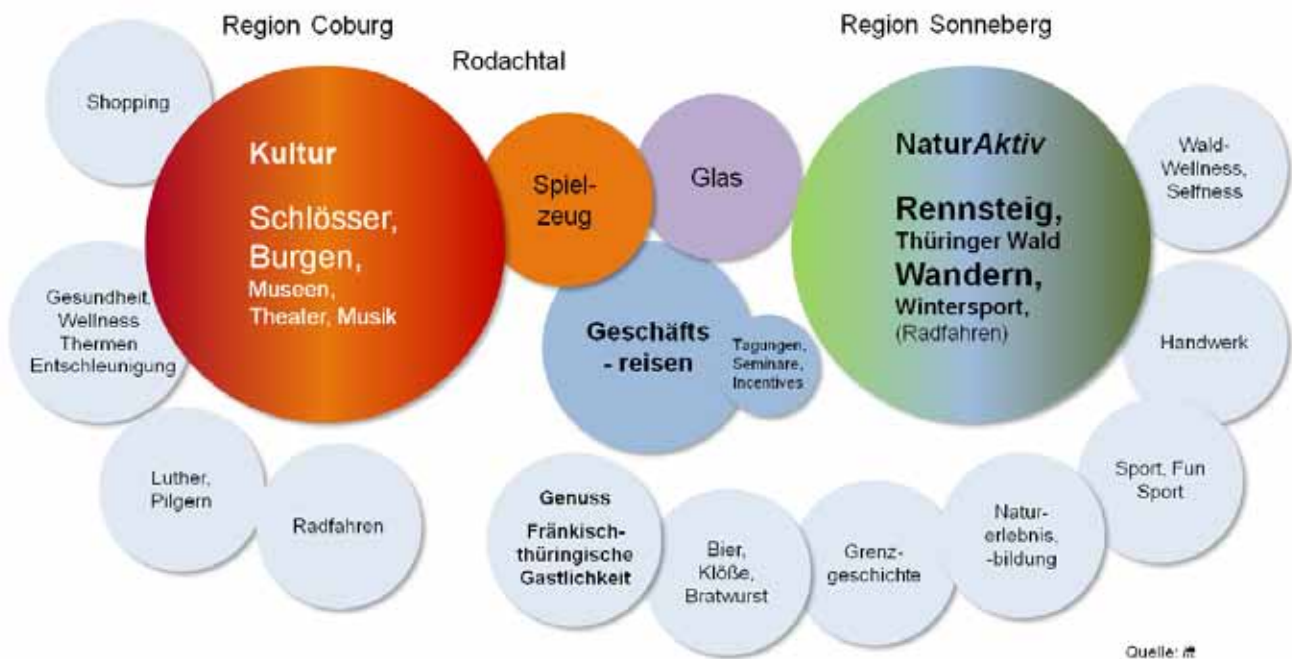 Region Coburg
Rodachtal
Region Sonneberg
Shopping
Kultur
Schlösser,
Burgen,
Museen,
Theater, Musik
Spiel-
zeug
Glas
NaturAktiv
Rennsteig,
Thüringer Wald
Wandern,
Wintersport,
(Radfahren)
Wald-
Wellness,
Selfness
Gesundheit,
Wellness
Thermen
Entschleunigung
Geschäfts
- reisen
Tagungen,
Seminare,
Incentives
Handwerk
Luther,
Pilgern
Radfahren
Genuss
Fränkisch-
thüringische
Gastlichkeit
Bier,
Klöße,
Bratwurst
Grenz-
geschichte
Natur-
erlebnis,
-bildung
Sport, Fun
Sport
Quelle: